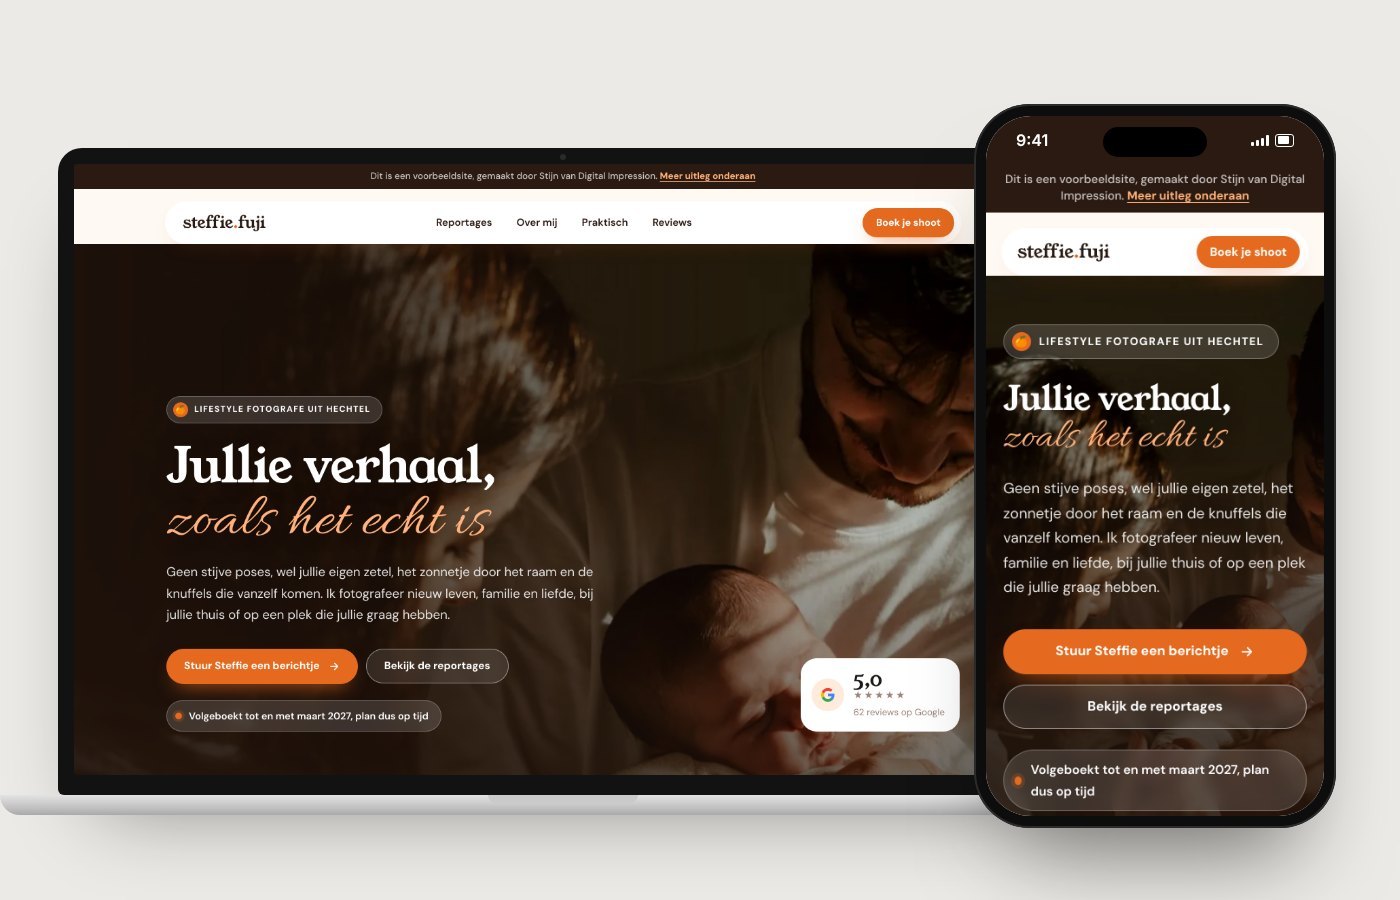 Dit is een voorbeeldsite, gemaakt door Stijn van Digital Impression. Meer uitleg onderaan
steffie.fuji
Reportages
Over mij
Praktisch
Reviews
Boek je shoot
LIFESTYLE FOTOGRAFE UIT HECHTEL
Jullie verhaal,
zoals het echt is
Geen stijve poses, wel jullie eigen zetel, het zonnetje door het raam en de
knuffels die vanzelf komen. Ik fotografeer nieuw leven, familie en liefde, bij
jullie thuis of op een plek die jullie graag hebben.
Stuur Steffie een berichtje →
Bekijk de reportages
Volgeboekt tot en met maart 2027, plan dus op tijd
5,0
★★★★★
62 reviews op Google
9:41
Dit is een voorbeeldsite, gemaakt door Stijn van Digital
Impression. Meer uitleg onderaan
steffie.fuji
Boek je shoot
LIFESTYLE FOTOGRAFE UIT HECHTEL
Jullie verhaal,
zoals het echt is
Geen stijve poses, wel jullie eigen zetel, het
zonnetje door het raam en de knuffels die
vanzelf komen. Ik fotografeer nieuw leven,
familie en liefde, bij jullie thuis of op een plek
die jullie graag hebben.
Stuur Steffie een berichtje →
Bekijk de reportages
Volgeboekt tot en met maart 2027, plan
dus op tijd